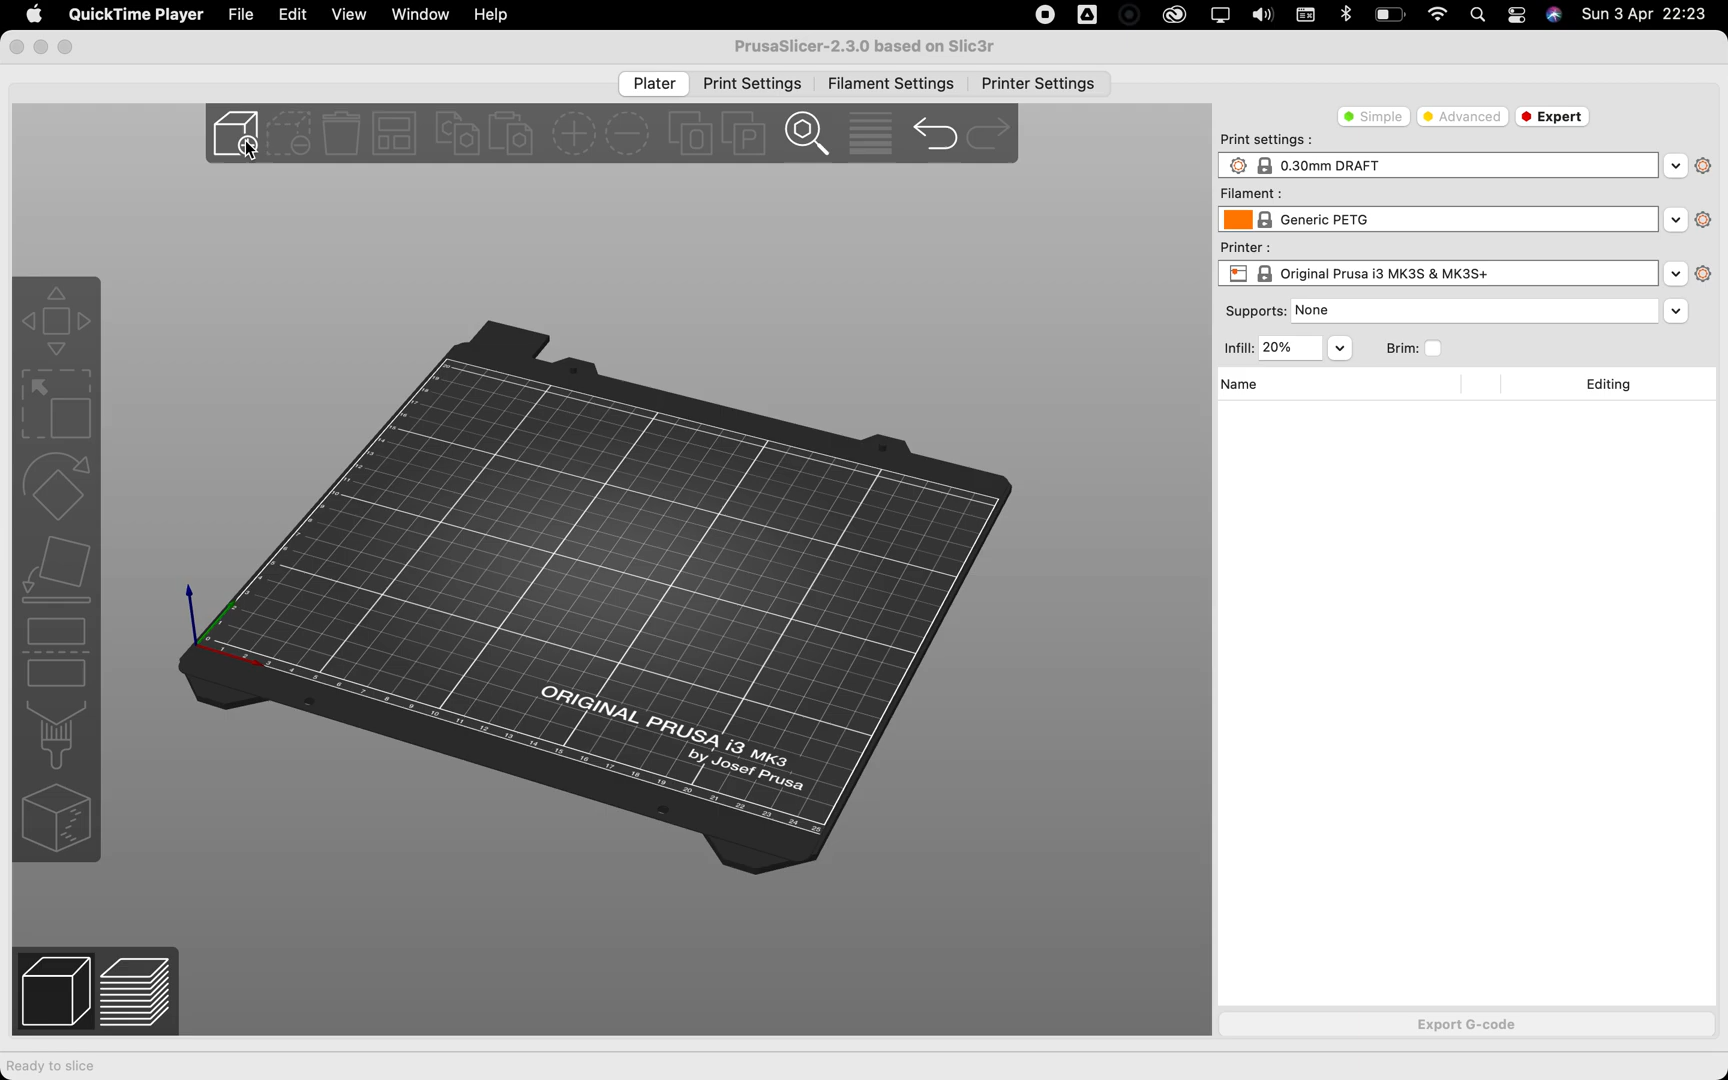 QuickTime Player File Edit View Window Help Sun 3 Apr 22:23
PrusaSlicer-2.3.0 based on Slic3r
Plater Print Settings Filament Settings Printer Settings
Simple Advanced Expert
Print settings :
0.30mm DRAFT
Filament :
Generic PETG
Printer :
Original Prusa i3 MK3S & MK3S+
Supports: None
Infill: 20% Brim:
Name Editing
ORIGINAL PRUSA i3 MK3
by Josef Prusa
Export G-code
Ready to slice